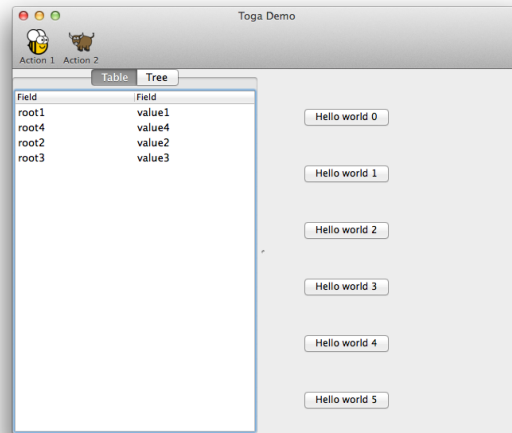 Toga Demo
Action 1 Action 2
Table Tree
Field Field
root1 value1
root4 value4
root2 value2
root3 value3
Hello world 0
Hello world 1
Hello world 2
Hello world 3
Hello world 4
Hello world 5